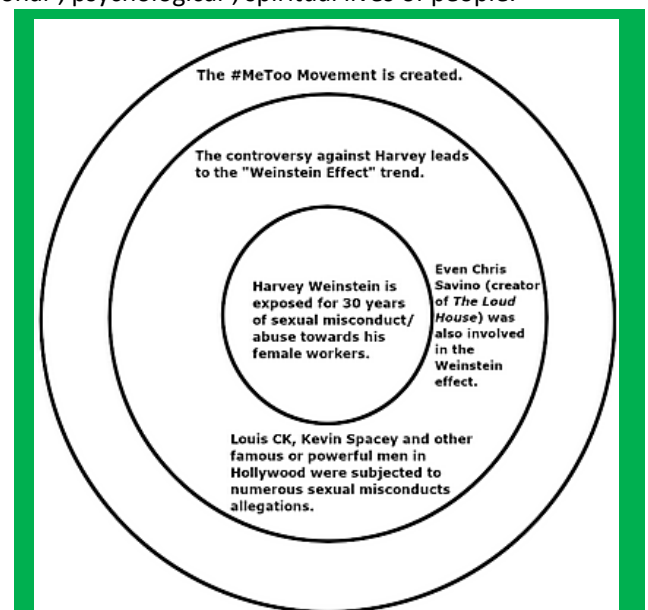 /psychological /spiritual lives of people.
The #MeToo Movement is created.
The controversy against Harvey leads
to the "Weinstein Effect" trend.
Harvey Weinstein is
exposed for 30 years
of sexual misconduct/
abuse towards his
female workers.
Even Chris
Savino (creator
of The Loud
House) was
also involved
in the
Weinstein
effect.
Louis CK, Kevin Spacey and other
famous or powerful men in
Hollywood were subjected to
numerous sexual misconducts
allegations.